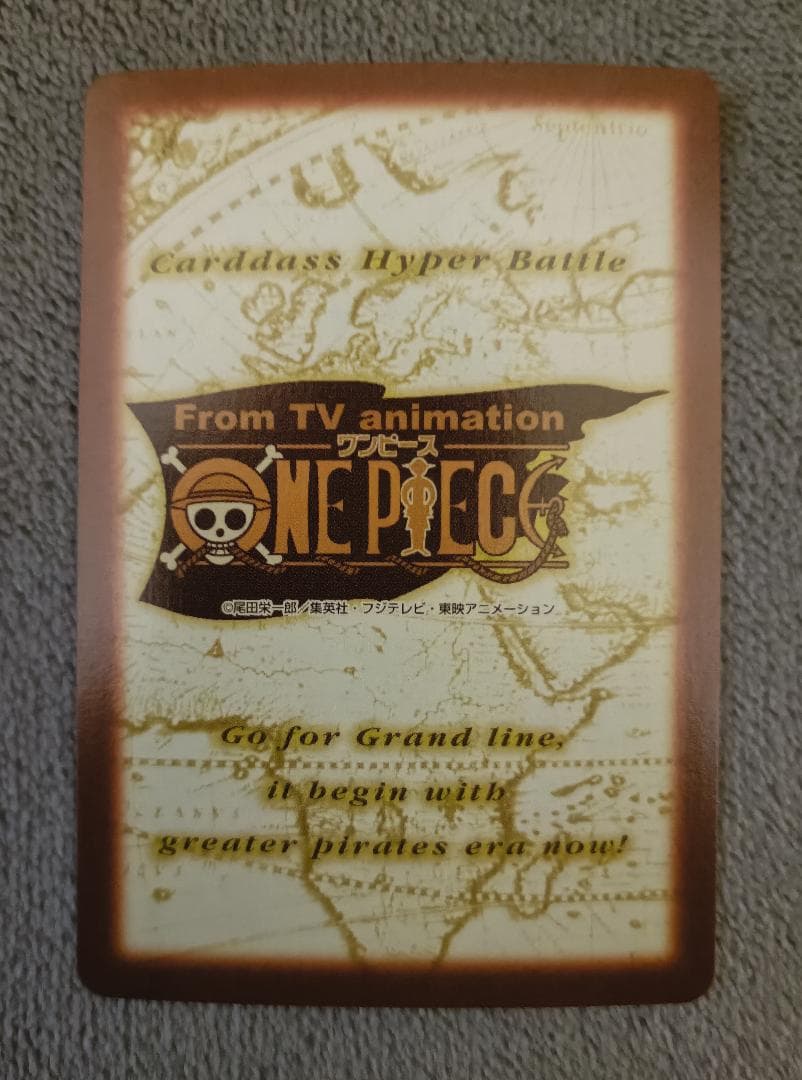 Septentrio
Carddass Hyper Battle
From TV animation
ワンピース
ONE PIECE
©尾田栄一郎／集英社・フジテレビ・東映アニメーション
Go for Grand line,
it begin with
greater pirates era now!